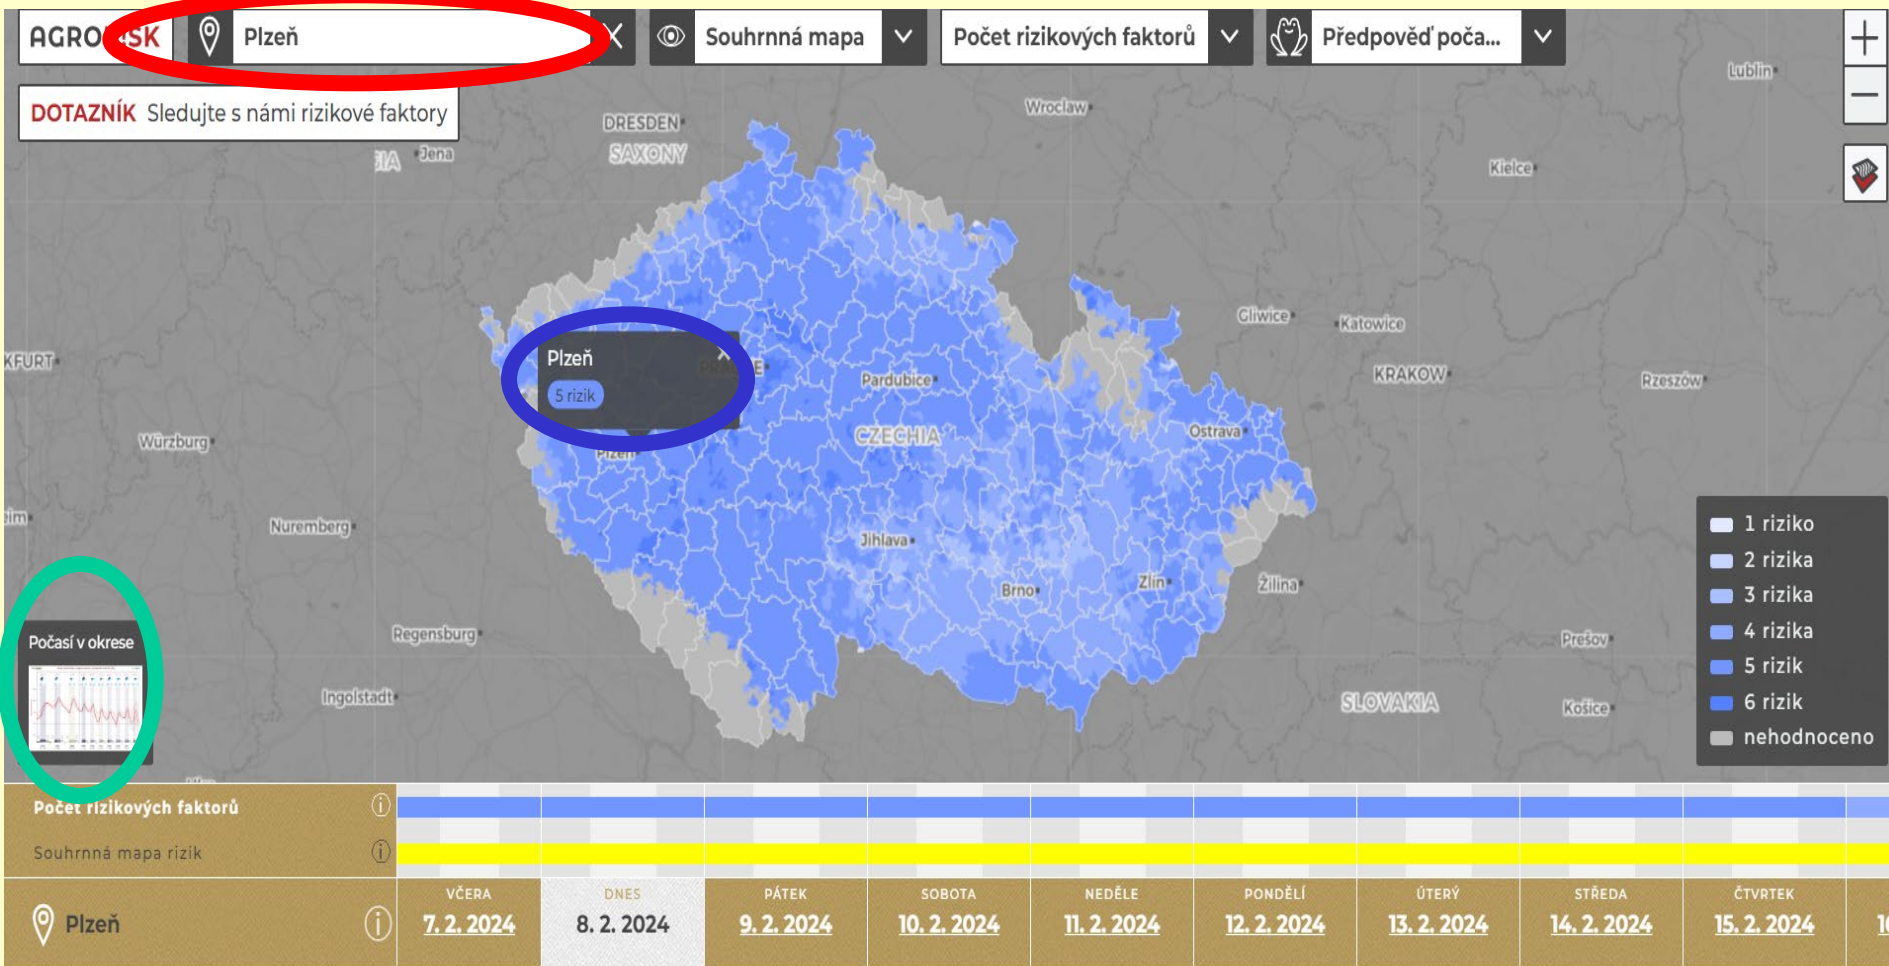 AGRO SK
Plzeň
Souhrnná mapa
Počet rizikových faktorů
Předpověď poča...
DOTAZNÍK Sledujte s námi rizikové faktory
Lublin
Wroclaw
DRESDEN
SAXONY
Jena
Kielce
Gliwice
Katowice
KRAKOW
Rzeszów
KFURT
Plzeň
5 rizik
Pardubice
CZECHIA
Ostrava
Würzburg
Plzeň
Nuremberg
Jihlava
Brno
Zlín
Žilina
Regensburg
Prešov
Ingolstadt
SLOVAKIA
Košice
1 riziko
2 rizika
3 rizika
4 rizika
5 rizik
6 rizik
nehodnoceno
Počasí v okrese
Počet rizikových faktorů
Souhrnná mapa rizik
Plzeň
VČERA
7. 2. 2024
DNES
8. 2. 2024
PÁTEK
9. 2. 2024
SOBOTA
10. 2. 2024
NEDĚLE
11. 2. 2024
PONDĚLÍ
12. 2. 2024
ÚTERÝ
13. 2. 2024
STŘEDA
14. 2. 2024
ČTVRTEK
15. 2. 2024